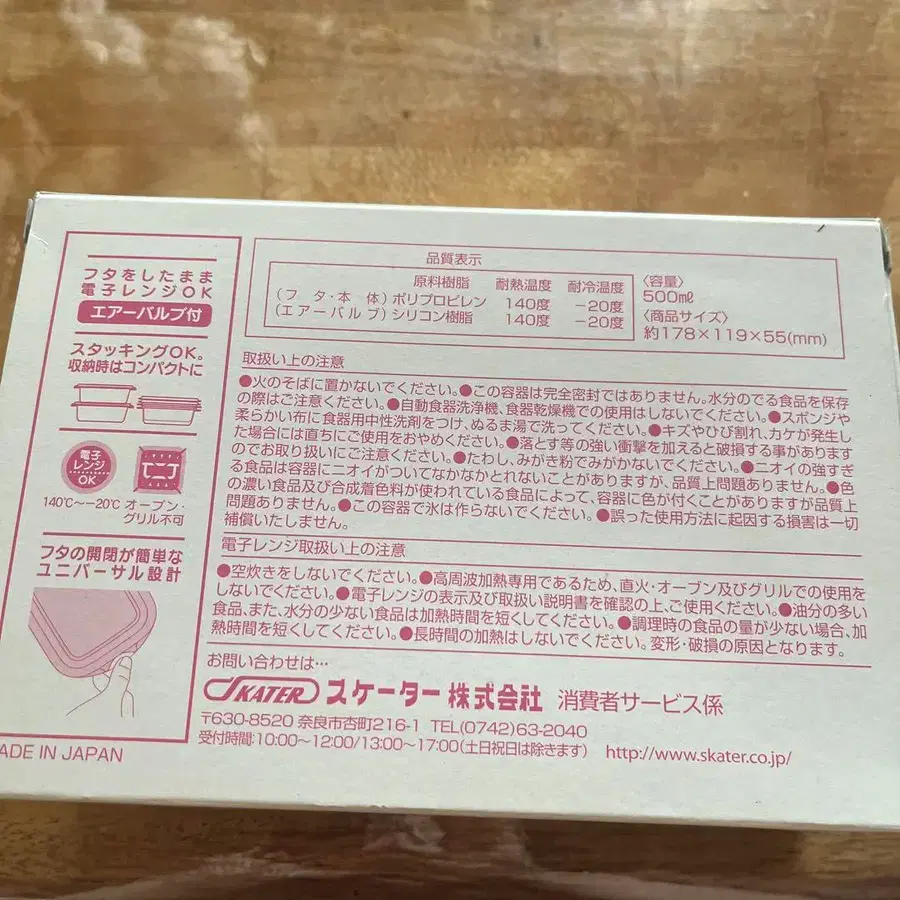 フタをしたまま
電子レンジOK
エアーバルブ付
スタッキングOK。
収納時はコンパクトに
電子
レンジ
OK
140℃〜−20℃ オーブン・
グリル不可
フタの開閉が簡単な
ユニバーサル設計
ADE IN JAPAN
品質表示
原料樹脂 耐熱温度 耐冷温度
(フタ・本体) ポリプロピレン 140度 −20度
(エアーバルブ) シリコン樹脂 140度 −20度
〈容量〉
500㎖
〈商品サイズ〉
約178×119×55(mm)
取扱い上の注意
●火のそばに置かないでください。●この容器は完全密封ではありません。水分のでる食品を保存
の際はご注意ください。●自動食器洗浄機、食器乾燥機での使用はしないでください。●スポンジや
柔らかい布に食器用中性洗剤をつけ、ぬるま湯で洗ってください。●キズやひび割れ、カケが発生し
た場合には直ちにご使用をおやめください。●落とす等の強い衝撃を加えると破損する事があります
のでお取り扱いにご注意ください。●たわし、みがき粉でみがかないでください。●ニオイの強すぎ
る食品は容器にニオイがついてなかなかとれないことがありますが、品質上問題ありません。●色
の濃い食品及び合成着色料が使われている食品によって、容器に色が付くことがありますが品質上
問題ありません。●この容器で氷は作らないでください。●誤った使用方法に起因する損害は一切
補償いたしません。
電子レンジ取扱い上の注意
●空炊きをしないでください。●高周波加熱専用であるため、直火・オーブン及びグリルでの使用を
しないでください。●電子レンジの表示及び取扱い説明書を確認の上、ご使用ください。●油分の多い
食品、また、水分の少ない食品は加熱時間を短くしてください。●調理時の食品の量が少ない場合、加
熱時間を短くしてください。●長時間の加熱はしないでください。変形・破損の原因となります。
お問い合わせは…
SKATER スケーター株式会社 消費者サービス係
〒630-8520 奈良市杏町216-1 TEL(0742)63-2040
受付時間:10:00〜12:00/13:00〜17:00(土日祝日は除きます) http://www.skater.co.jp/